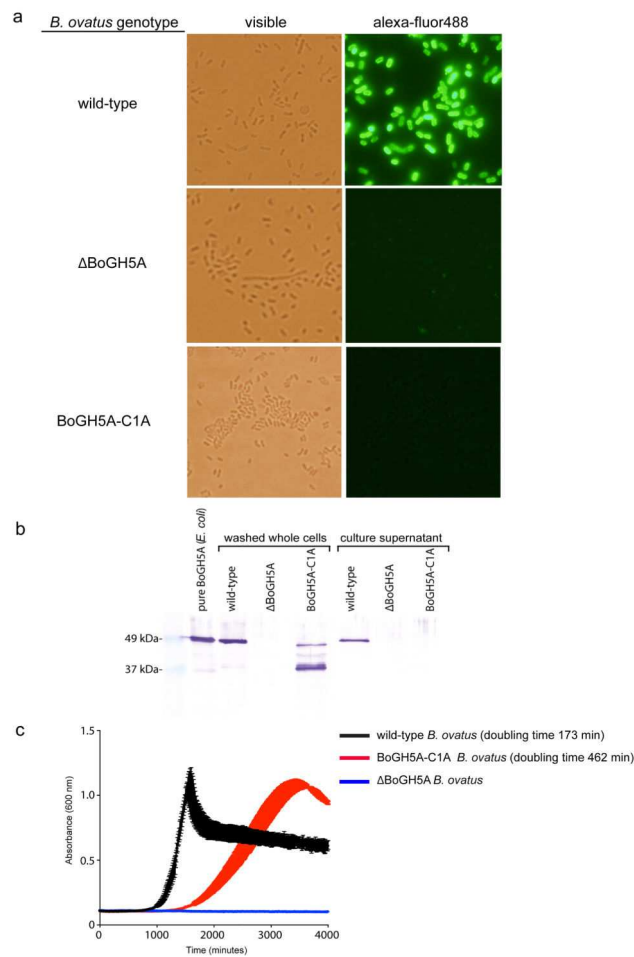 a
B. ovatus genotype
visible
alexa-fluor488
wild-type
ΔBoGH5A
BoGH5A-C1A
b
pure BoGH5A (E. coli)
washed whole cells
culture supernatant
wild-type
ΔBoGH5A
BoGH5A-C1A
wild-type
ΔBoGH5A
BoGH5A-C1A
49 kDa-
37 kDa-
c
wild-type B. ovatus (doubling time 173 min)
BoGH5A-C1A B. ovatus (doubling time 462 min)
ΔBoGH5A B. ovatus
Absorbance (600 nm)
1.5
1.0
0.5
0
0 1000 2000 3000 4000
Time (minutes)